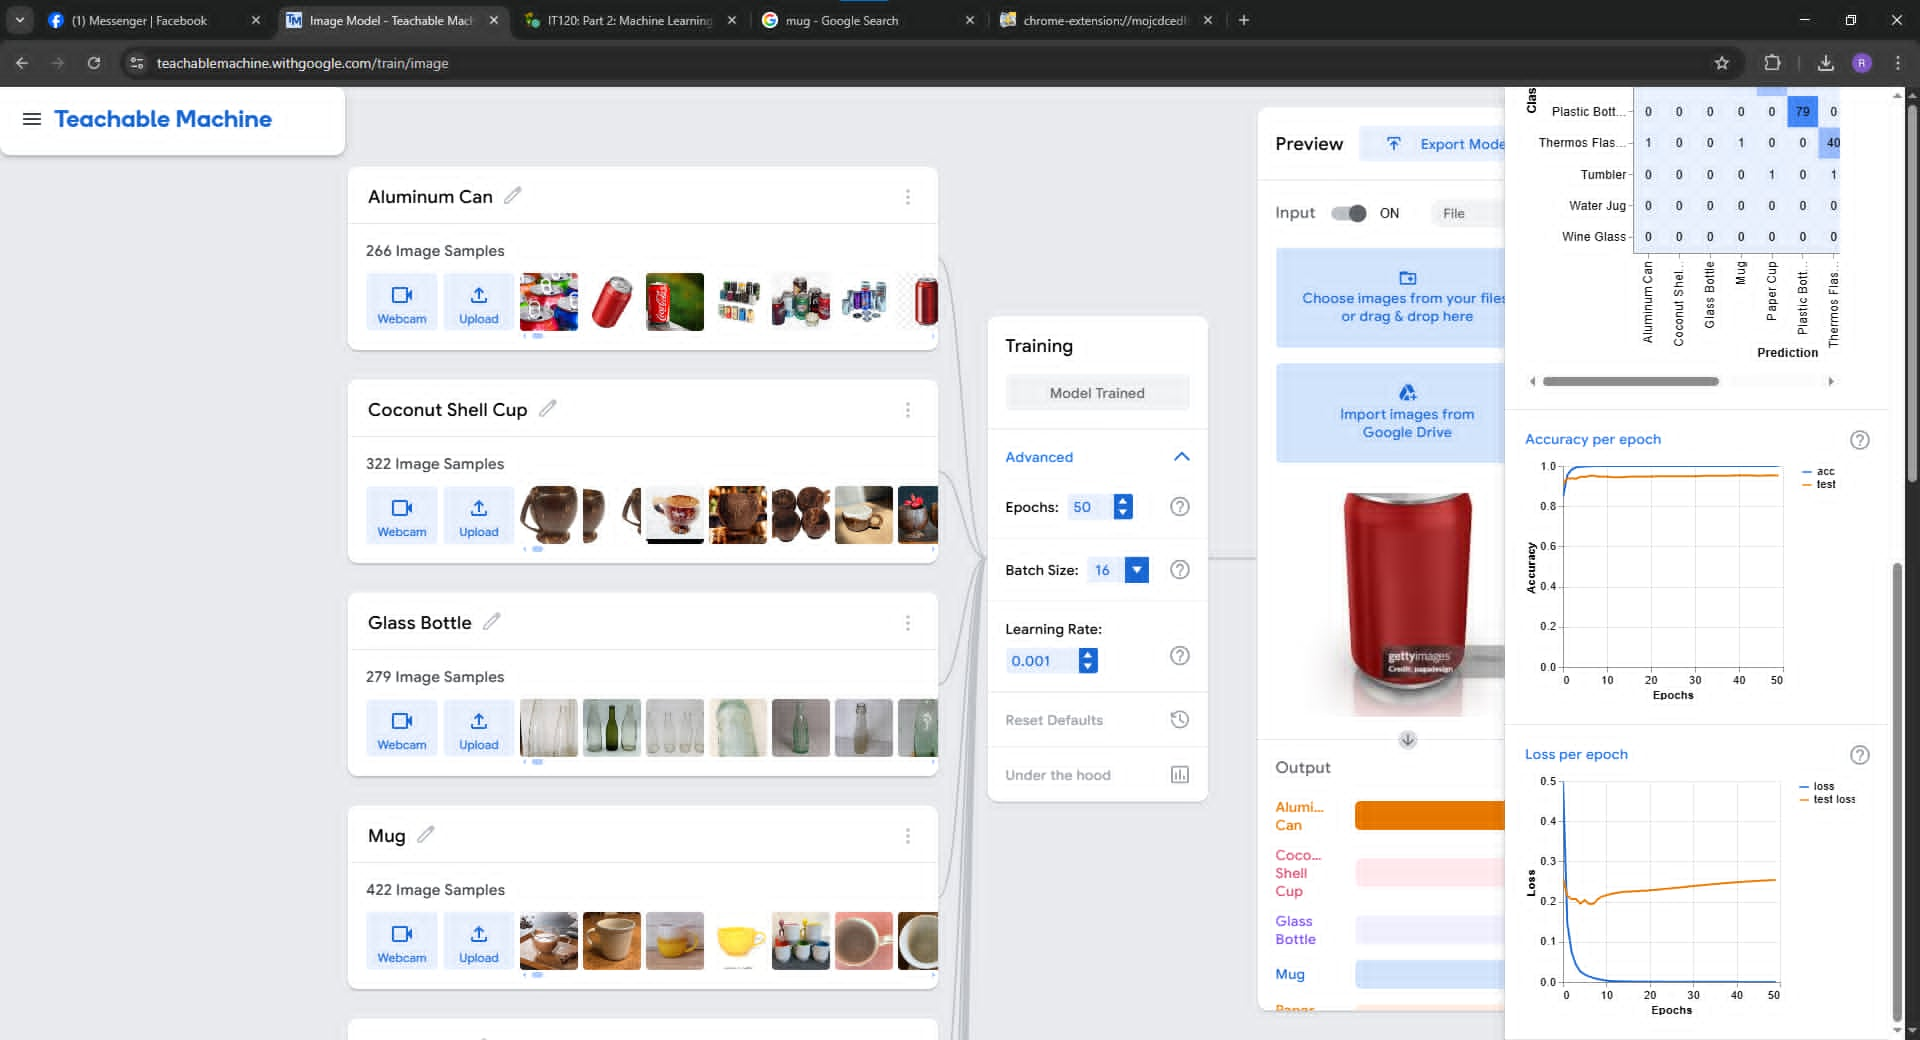 (1) Messenger | Facebook
Image Model - Teachable Mach
IT120: Part 2: Machine Learning
mug - Google Search
chrome-extension://mojcdcedl
teachablemachine.withgoogle.com/train/image
R
Teachable Machine
Aluminum Can
266 Image Samples
Webcam
Upload
Coconut Shell Cup
322 Image Samples
Webcam
Upload
Glass Bottle
279 Image Samples
Webcam
Upload
Mug
422 Image Samples
Webcam
Upload
Training
Model Trained
Advanced
Epochs: 50
Batch Size: 16
Learning Rate:
0.001
Reset Defaults
Under the hood
Preview
Export Mode
Input ON File
Choose images from your files,
or drag & drop here
Import images from
Google Drive
gettyimages
Credit: papadesign
Output
Alumi...
Can
Coco...
Shell
Cup
Glass
Bottle
Mug
Paper
Clas
Plastic Bott... 0 0 0 0 0 79 0
Thermos Flas... 1 0 0 1 0 0 40
Tumbler 0 0 0 0 1 0 1
Water Jug 0 0 0 0 0 0 0
Wine Glass 0 0 0 0 0 0 0
Aluminum Can
Coconut Shel...
Glass Bottle
Mug
Paper Cup
Plastic Bott...
Thermos Flas...
Prediction
Accuracy per epoch
1.0
0.8
0.6
0.4
0.2
0.0
Accuracy
0 10 20 30 40 50
Epochs
acc
test
Loss per epoch
0.5
0.4
0.3
0.2
0.1
0.0
Loss
0 10 20 30 40 50
Epochs
loss
test loss